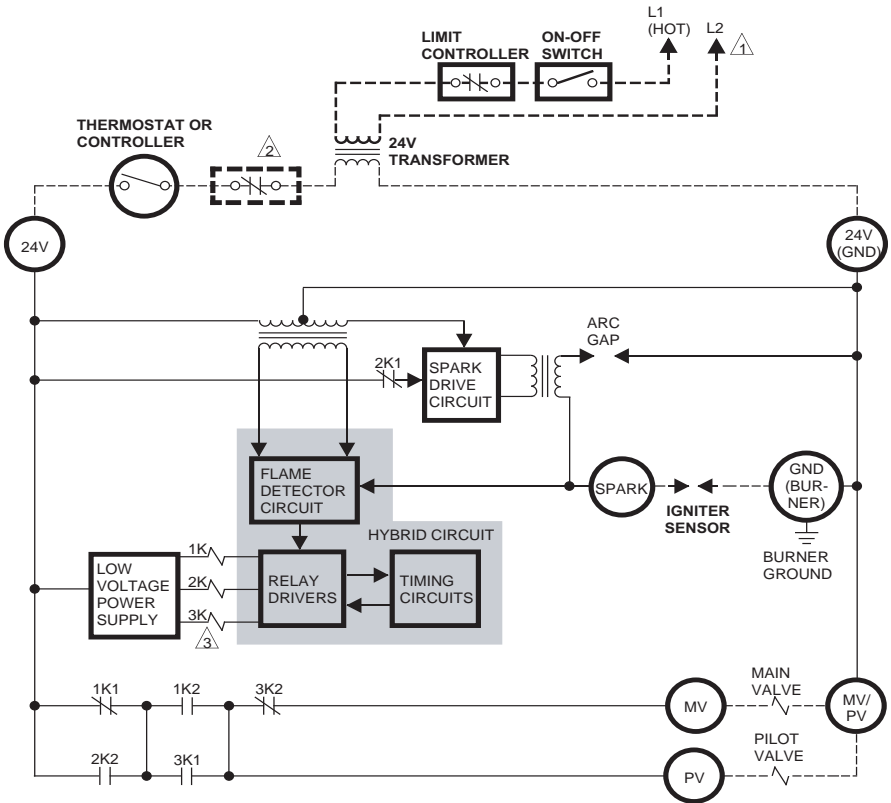 L1
(HOT)
L2
1
LIMIT
CONTROLLER
ON-OFF
SWITCH
THERMOSTAT OR
CONTROLLER
2
24V
TRANSFORMER
24V
24V
(GND)
ARC
GAP
2K1
SPARK
DRIVE
CIRCUIT
FLAME
DETECTOR
CIRCUIT
SPARK
IGNITER
SENSOR
GND
(BUR-
NER)
BURNER
GROUND
HYBRID CIRCUIT
LOW
VOLTAGE
POWER
SUPPLY
1K
2K
3K
3
RELAY
DRIVERS
TIMING
CIRCUITS
1K1
1K2
3K2
MV
MAIN
VALVE
MV/
PV
2K2
3K1
PV
PILOT
VALVE